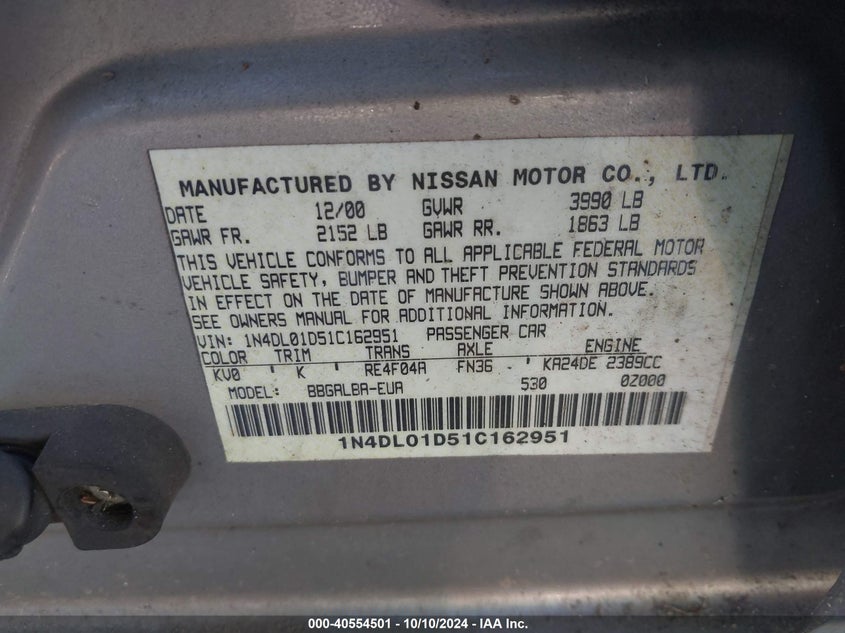 MANUFACTURED BY NISSAN MOTOR CO., LTD.
DATE 12/00 GVWR 3990 LB
GAWR FR. 2152 LB GAWR RR. 1863 LB
THIS VEHICLE CONFORMS TO ALL APPLICABLE FEDERAL MOTOR
VEHICLE SAFETY, BUMPER AND THEFT PREVENTION STANDARDS
IN EFFECT ON THE DATE OF MANUFACTURE SHOWN ABOVE.
SEE OWNERS MANUAL FOR ADDITIONAL INFORMATION.
VIN: 1N4DL01D51C162951 PASSENGER CAR
COLOR TRIM TRANS AXLE ENGINE
KV0 ' K ' RE4F04A FN36 ' KA24DE 2389CC
MODEL: BBGALBA-EUA 530 0Z000
1N4DL01D51C162951
000-40554501 - 10/10/2024 - IAA Inc.